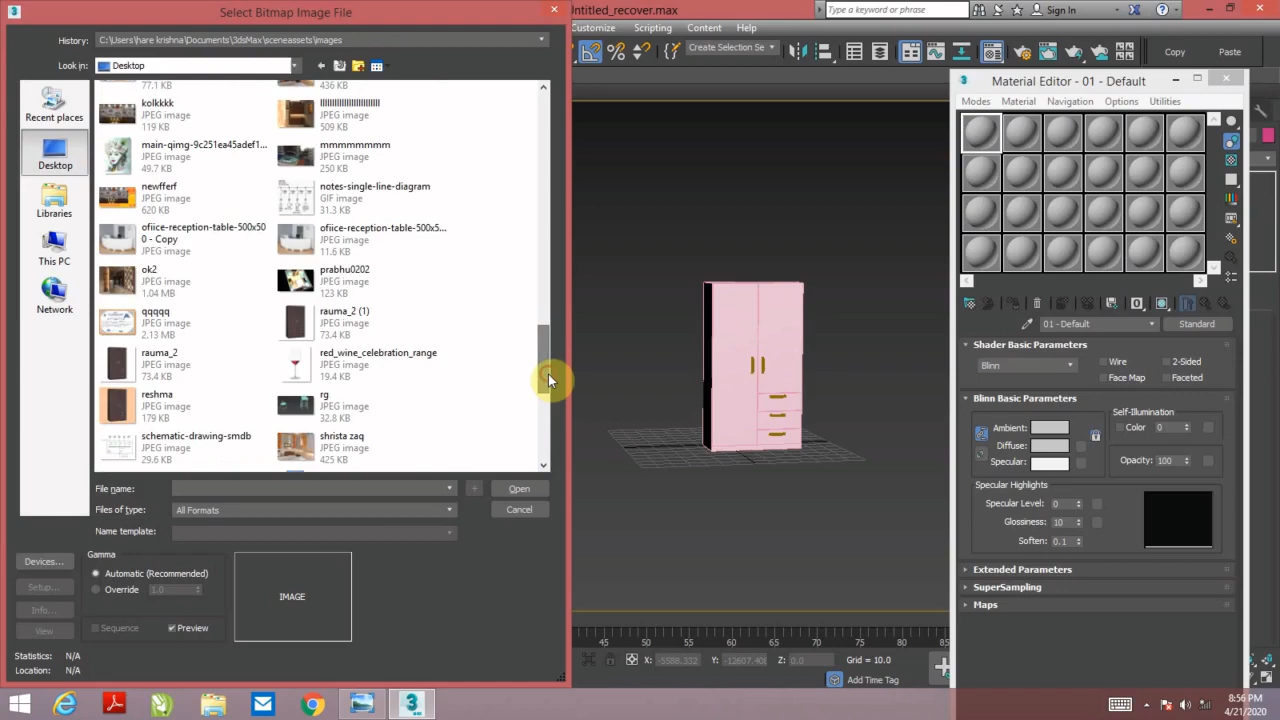 Select Bitmap Image File
Untitled_recover.max
Type a keyword or phrase
Sign In
History:
C:\Users\hare krishna\Documents\3dsMax\sceneassets\images
Look in:
Desktop
Customize
Scripting
Content
Help
Create Selection Se
Copy
Paste
Recent places
Desktop
Libraries
This PC
Network
77.1 KB
436 KB
kolkkkk
JPEG image
119 KB
JPEG image
509 KB
main-qimg-9c251ea45adef1...
JPEG image
49.7 KB
mmmmmmmm
JPEG image
250 KB
newfferf
JPEG image
620 KB
notes-single-line-diagram
GIF image
31.3 KB
ofiice-reception-table-500x50
0 - Copy
JPEG image
ofiice-reception-table-500x5...
JPEG image
11.6 KB
ok2
JPEG image
1.04 MB
prabhu0202
JPEG image
123 KB
qqqqq
JPEG image
2.13 MB
rauma_2 (1)
JPEG image
73.4 KB
rauma_2
JPEG image
73.4 KB
red_wine_celebration_range
JPEG image
19.4 KB
reshma
JPEG image
179 KB
rg
JPEG image
32.8 KB
schematic-drawing-smdb
JPEG image
29.6 KB
shrista zaq
JPEG image
425 KB
File name:
Open
Files of type:
All Formats
Cancel
Name template:
Devices...
Setup...
Info...
View
Gamma
Automatic (Recommended)
Override
1.0
Sequence
Preview
IMAGE
Statistics: N/A
Location: N/A
Material Editor - 01 - Default
Modes
Material
Navigation
Options
Utilities
01 - Default
Standard
Shader Basic Parameters
Blinn
Wire
2-Sided
Face Map
Faceted
Blinn Basic Parameters
Self-Illumination
Ambient:
Color
0
Diffuse:
Specular:
Opacity: 100
Specular Highlights
Specular Level: 0
Glossiness: 10
Soften: 0.1
Extended Parameters
SuperSampling
Maps
45
50
55
60
65
70
75
80
85
X: -5588.332
Y: -12607.408
Z: 0.0
Grid = 10.0
Add Time Tag
8:56 PM
4/21/2020